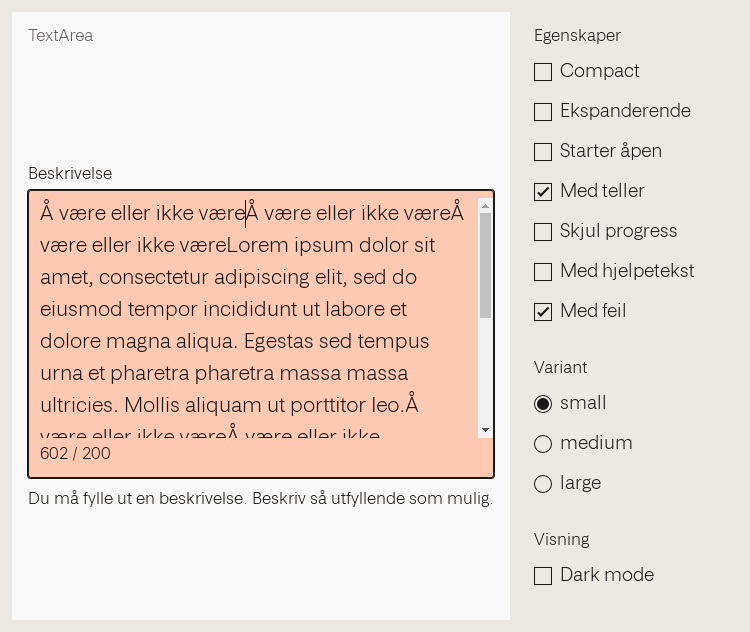 TextArea
Beskrivelse
Å være eller ikke væreÅ være eller ikke væreÅ
være eller ikke væreLorem ipsum dolor sit
amet, consectetur adipiscing elit, sed do
eiusmod tempor incididunt ut labore et
dolore magna aliqua. Egestas sed tempus
urna et pharetra pharetra massa massa
ultricies. Mollis aliquam ut porttitor leo.Å
være eller ikke væreÅ være eller ikke
602 / 200
Du må fylle ut en beskrivelse. Beskriv så utfyllende som mulig.
Egenskaper
Compact
Ekspanderende
Starter åpen
Med teller
Skjul progress
Med hjelpetekst
Med feil
Variant
small
medium
large
Visning
Dark mode